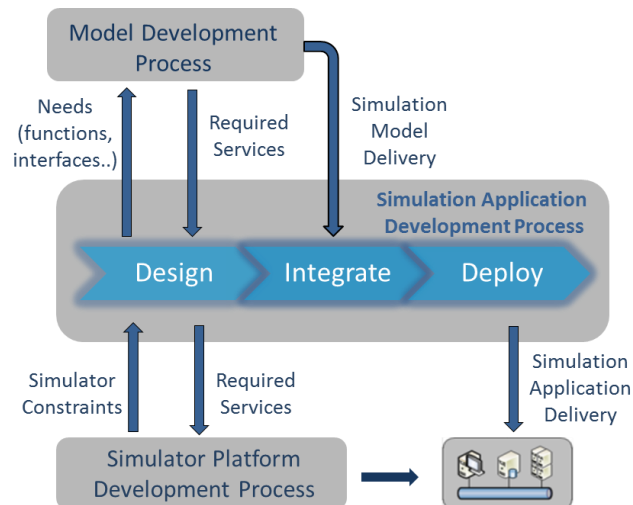 Model Development
Process
Needs
(functions,
interfaces..)
Required
Services
Simulation
Model
Delivery
Simulation Application
Development Process
Design
Integrate
Deploy
Simulator
Constraints
Required
Services
Simulation
Application
Delivery
Simulator Platform
Development Process